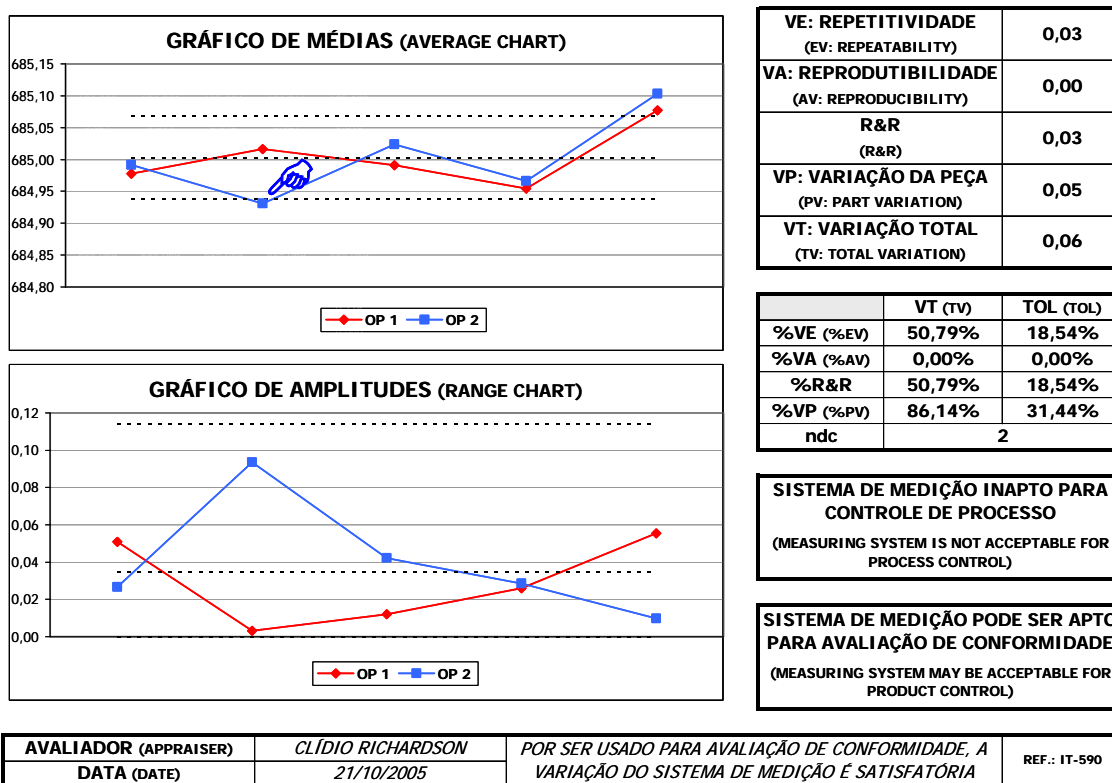 GRÁFICO DE MÉDIAS (AVERAGE CHART)
685,15
685,10
685,05
685,00
684,95
684,90
684,85
684,80
OP 1 OP 2
GRÁFICO DE AMPLITUDES (RANGE CHART)
0,12
0,10
0,08
0,06
0,04
0,02
0,00
OP 1 OP 2
VE: REPETITIVIDADE
(EV: REPEATABILITY)
0,03
VA: REPRODUTIBILIDADE
(AV: REPRODUCIBILITY)
0,00
R&R
(R&R)
0,03
VP: VARIAÇÃO DA PEÇA
(PV: PART VARIATION)
0,05
VT: VARIAÇÃO TOTAL
(TV: TOTAL VARIATION)
0,06
VT (TV) TOL (TOL)
%VE (%EV) 50,79% 18,54%
%VA (%AV) 0,00% 0,00%
%R&R 50,79% 18,54%
%VP (%PV) 86,14% 31,44%
ndc 2
SISTEMA DE MEDIÇÃO INAPTO PARA
CONTROLE DE PROCESSO
(MEASURING SYSTEM IS NOT ACCEPTABLE FOR
PROCESS CONTROL)
SISTEMA DE MEDIÇÃO PODE SER APTO
PARA AVALIAÇÃO DE CONFORMIDADE
(MEASURING SYSTEM MAY BE ACCEPTABLE FOR
PRODUCT CONTROL)
AVALIADOR (APPRAISER) CLÍDIO RICHARDSON
DATA (DATE) 21/10/2005
POR SER USADO PARA AVALIAÇÃO DE CONFORMIDADE, A
VARIAÇÃO DO SISTEMA DE MEDIÇÃO É SATISFATÓRIA
REF.: IT-590